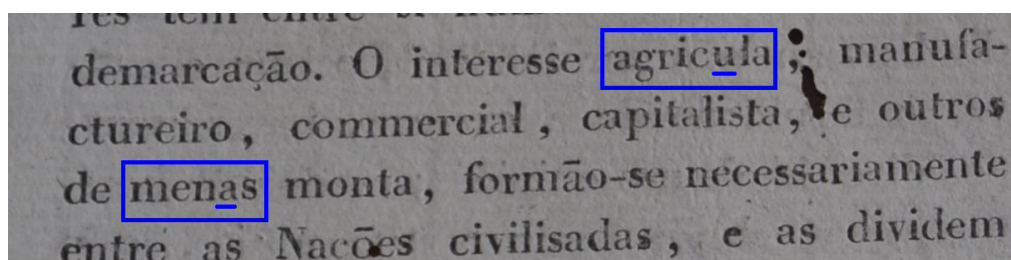 demarcação. O interesse agricula ; manufa-
ctureiro, commercial, capitalista, e outros
de menas monta, formão-se necessariamente
entre as Nações civilisadas, e as dividem